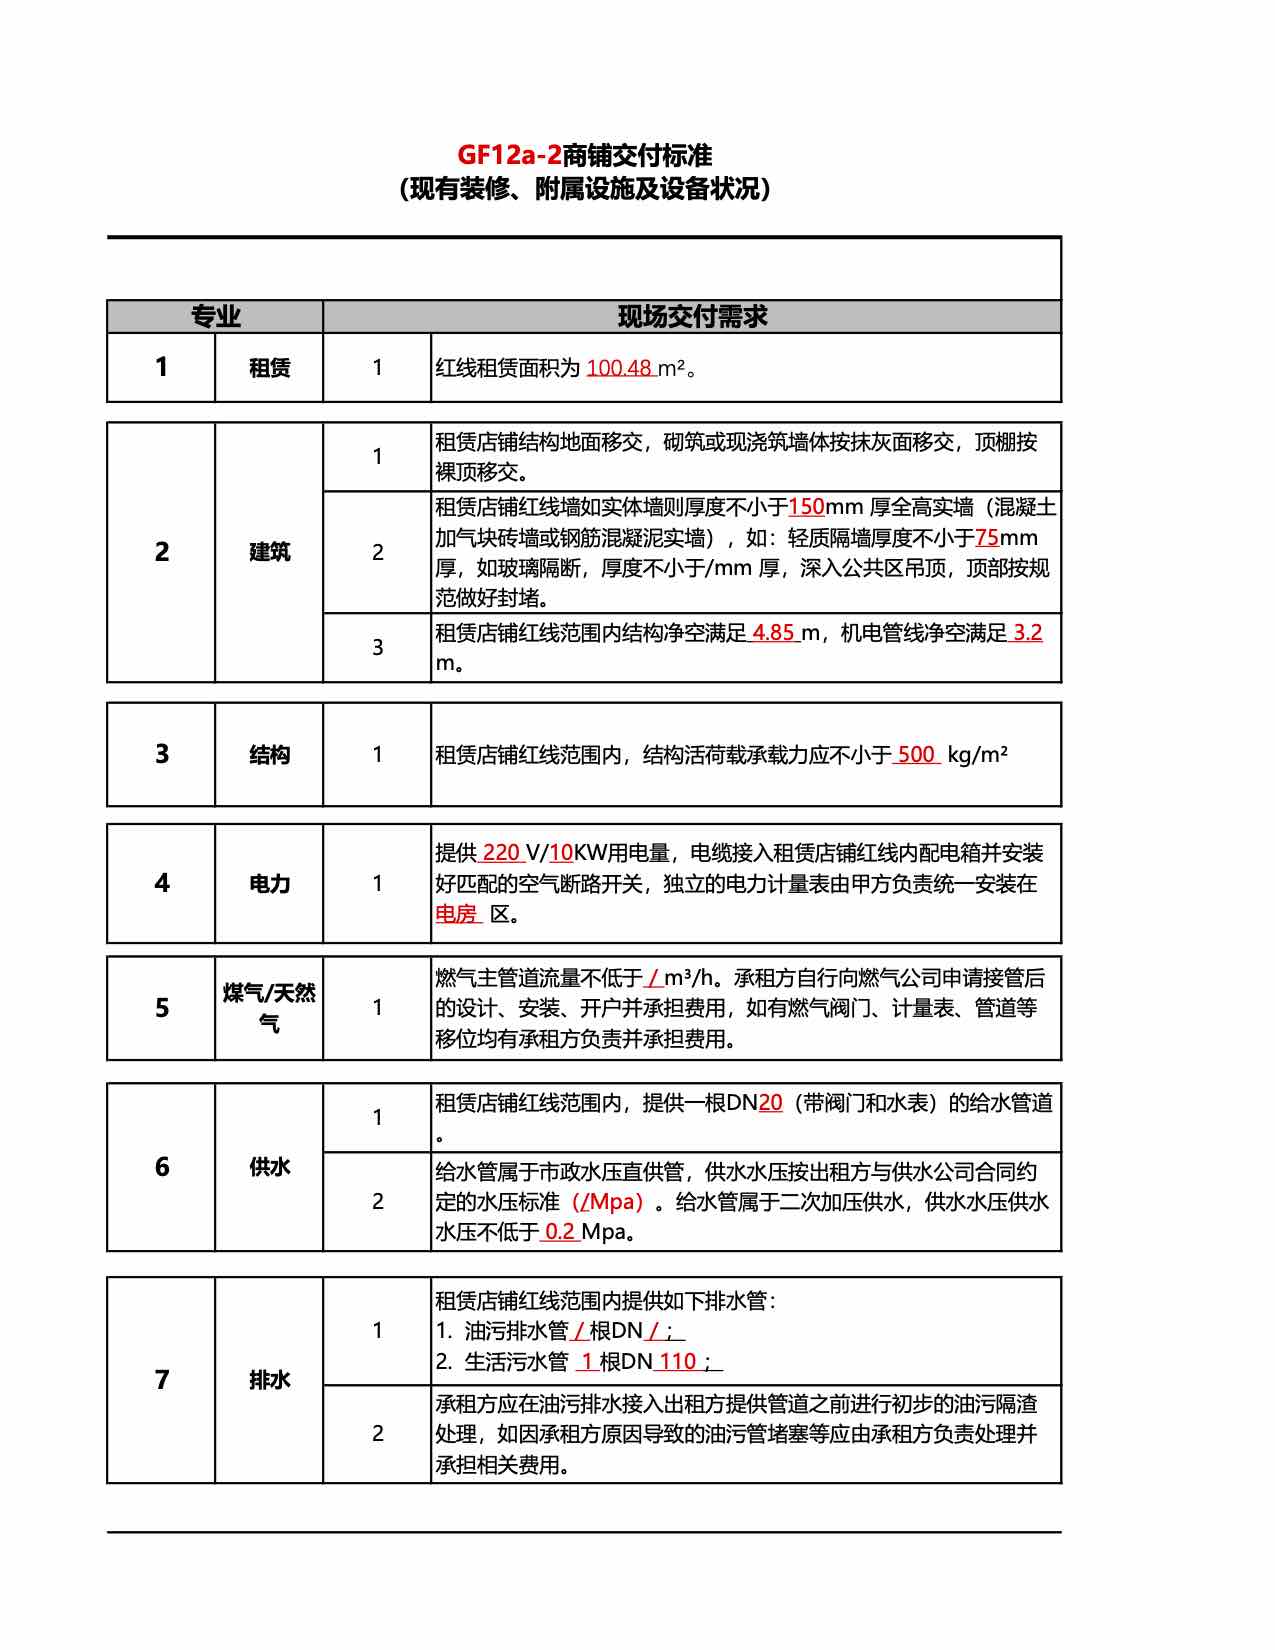 GF12a-2商铺交付标准
（现有装修、附属设施及设备状况）
专业
现场交付需求
1
租赁
1
红线租赁面积为 100.48 m²。
2
建筑
1
租赁店铺结构地面移交，砌筑或现浇筑墙体按抹灰面移交，顶棚按
裸顶移交。
2
租赁店铺红线墙如实体墙则厚度不小于150mm 厚全高实墙（混凝土
加气块砖墙或钢筋混凝泥实墙），如：轻质隔墙厚度不小于75mm
厚，如玻璃隔断，厚度不小于/mm 厚，深入公共区吊顶，顶部按规
范做好封堵。
3
租赁店铺红线范围内结构净空满足 4.85 m，机电管线净空满足 3.2
m。
3
结构
1
租赁店铺红线范围内，结构活荷载承载力应不小于 500 kg/m²
4
电力
1
提供 220 V/10KW用电量，电缆接入租赁店铺红线内配电箱并安装
好匹配的空气断路开关，独立的电力计量表由甲方负责统一安装在
电房 区。
5
煤气/天然
气
1
燃气主管道流量不低于 / m³/h。承租方自行向燃气公司申请接管后
的设计、安装、开户并承担费用，如有燃气阀门、计量表、管道等
移位均有承租方负责并承担费用。
6
供水
1
租赁店铺红线范围内，提供一根DN20（带阀门和水表）的给水管道
。
2
给水管属于市政水压直供管，供水水压按出租方与供水公司合同约
定的水压标准（/Mpa）。给水管属于二次加压供水，供水水压供水
水压不低于 0.2 Mpa。
7
排水
1
租赁店铺红线范围内提供如下排水管：
1. 油污排水管 / 根DN / ；
2. 生活污水管 1 根DN 110 ；
2
承租方应在油污排水接入出租方提供管道之前进行初步的油污隔渣
处理，如因承租方原因导致的油污管堵塞等应由承租方负责处理并
承担相关费用。